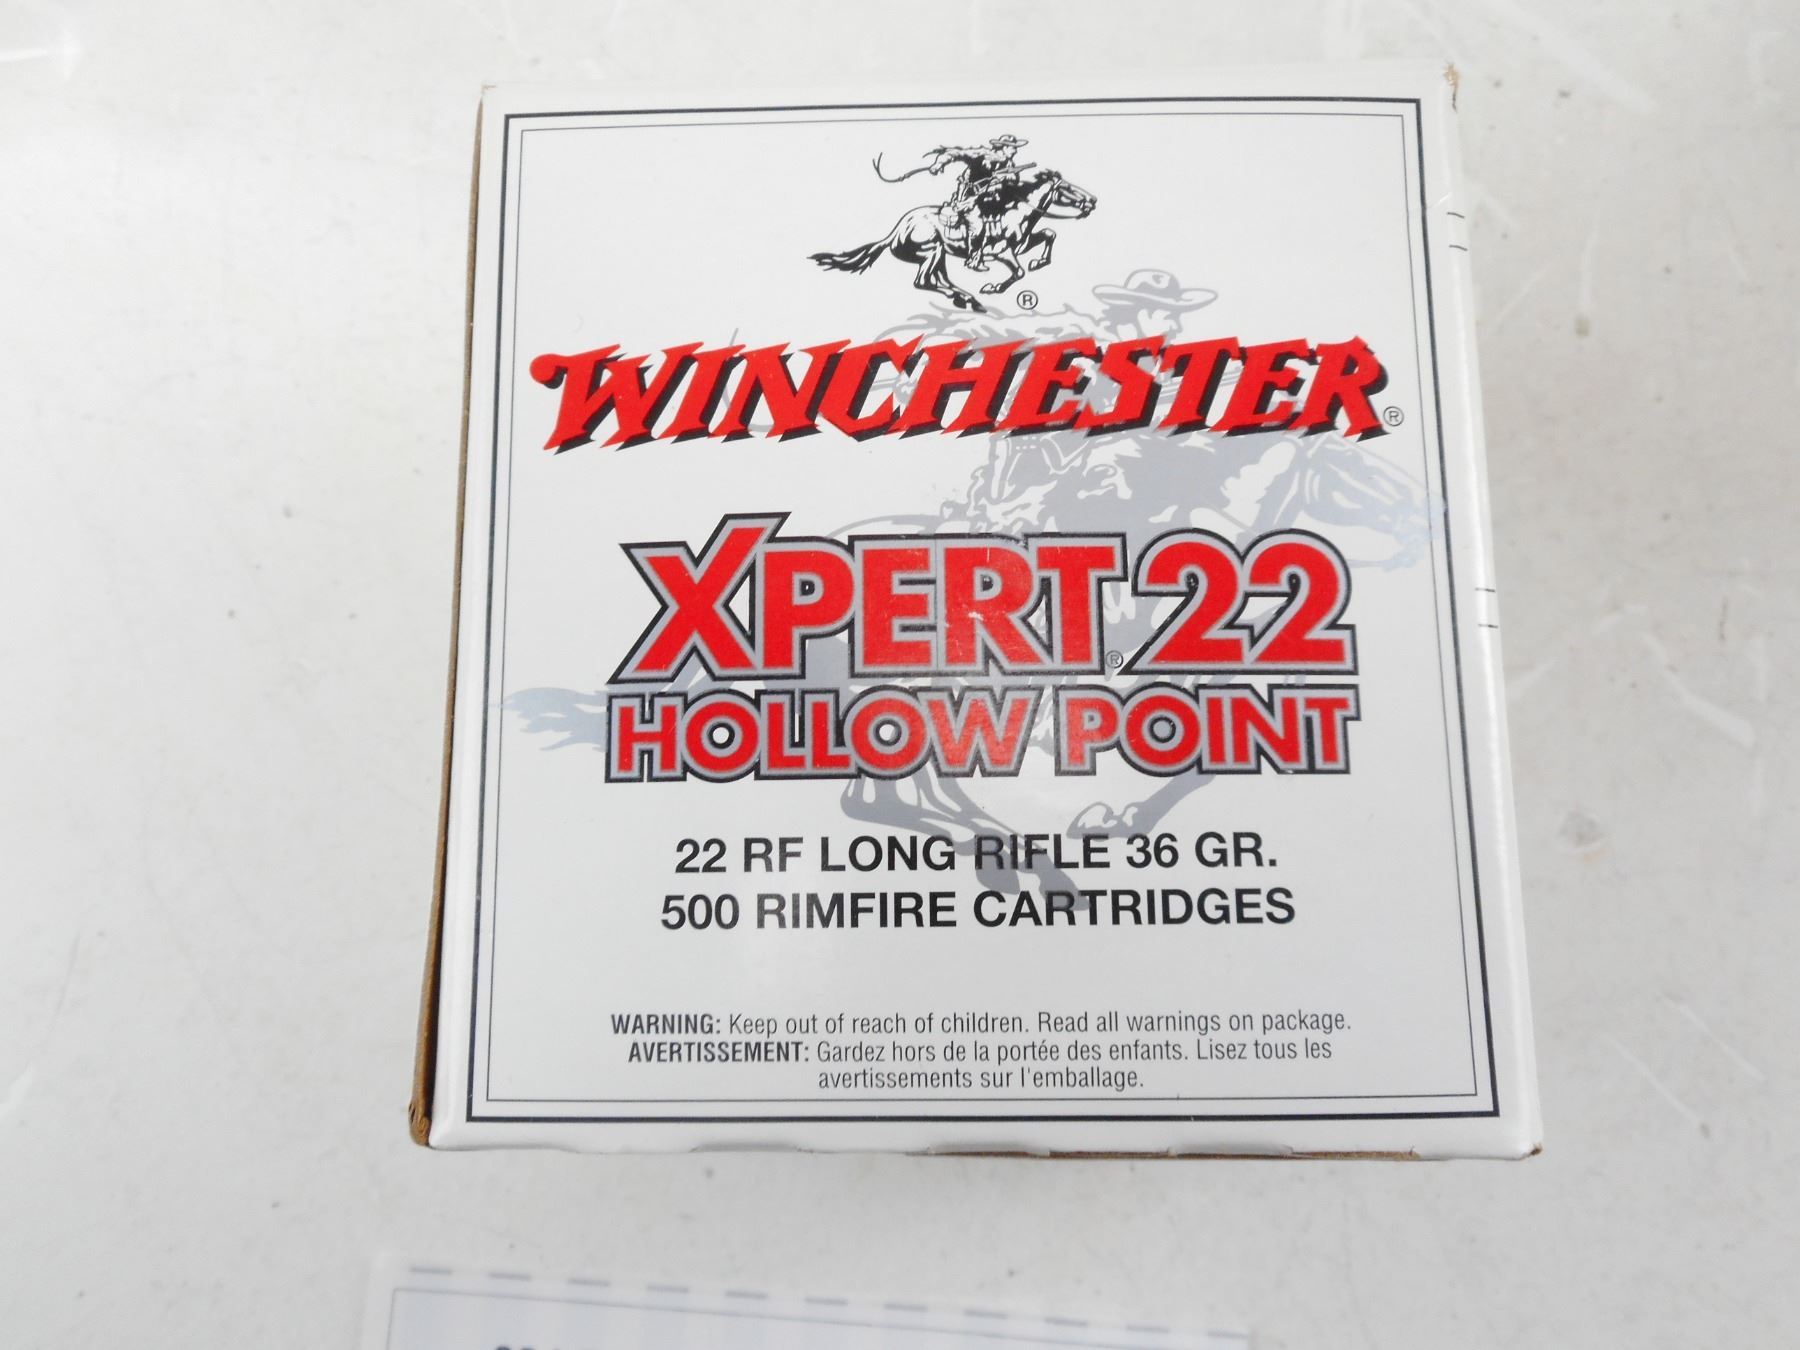 ®
WINCHESTER®
XPERT®22
HOLLOW POINT
22 RF LONG RIFLE 36 GR.
500 RIMFIRE CARTRIDGES
WARNING: Keep out of reach of children. Read all warnings on package.
AVERTISSEMENT: Gardez hors de la portée des enfants. Lisez tous les
avertissements sur l'emballage.